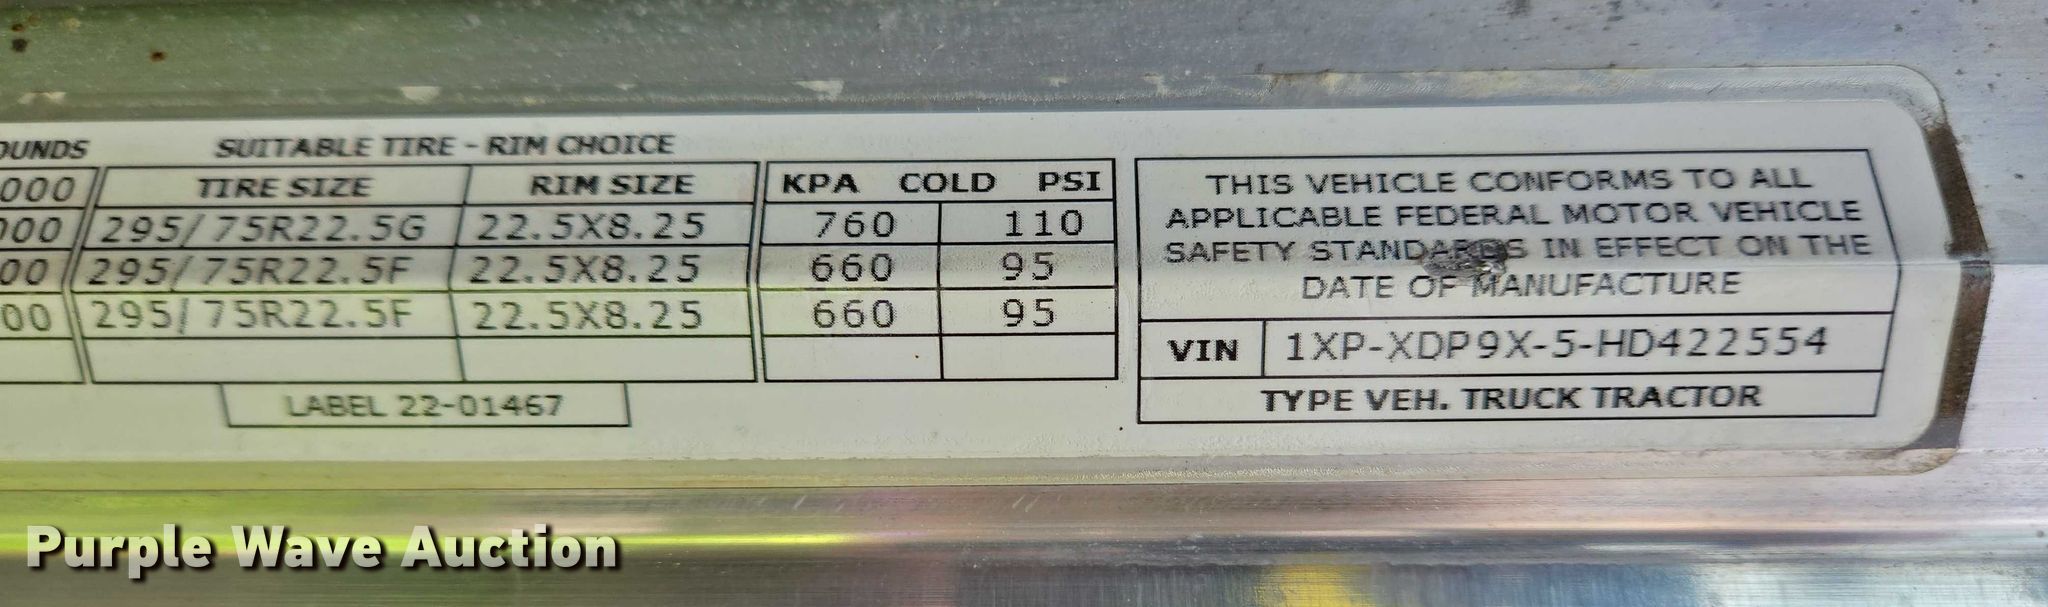 OUNDS SUITABLE TIRE - RIM CHOICE
000 TIRE SIZE RIM SIZE KPA COLD PSI
000 295/75R22.5G 22.5X8.25 760 110
00 295/75R22.5F 22.5X8.25 660 95
00 295/75R22.5F 22.5X8.25 660 95
LABEL 22-01467
THIS VEHICLE CONFORMS TO ALL
APPLICABLE FEDERAL MOTOR VEHICLE
SAFETY STANDARDS IN EFFECT ON THE
DATE OF MANUFACTURE
VIN 1XP-XDP9X-5-HD422554
TYPE VEH. TRUCK TRACTOR
Purple Wave Auction